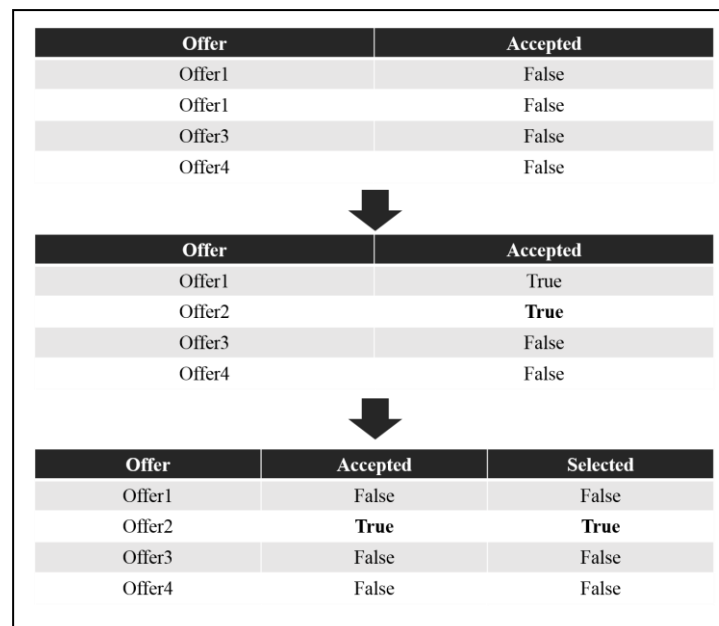 Offer Accepted
Offer1 False
Offer1 False
Offer3 False
Offer4 False
Offer Accepted
Offer1 True
Offer2 True
Offer3 False
Offer4 False
Offer Accepted Selected
Offer1 False False
Offer2 True True
Offer3 False False
Offer4 False False